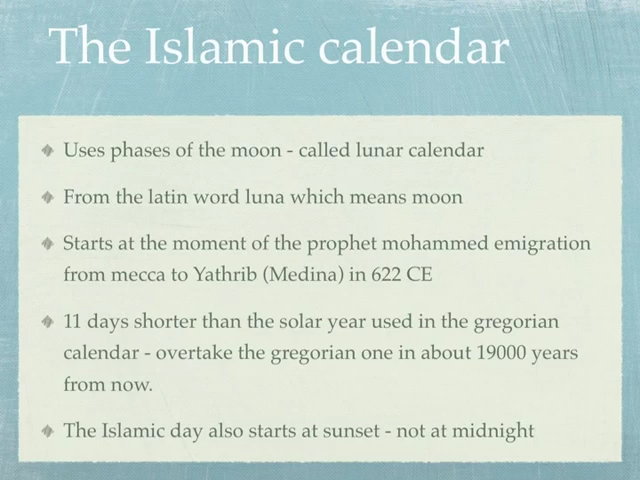 The Islamic calendar
Uses phases of the moon - called lunar calendar
From the latin word luna which means moon
Starts at the moment of the prophet mohammed emigration
from mecca to Yathrib (Medina) in 622 CE
11 days shorter than the solar year used in the gregorian
calendar - overtake the gregorian one in about 19000 years
from now.
The Islamic day also starts at sunset - not at midnight